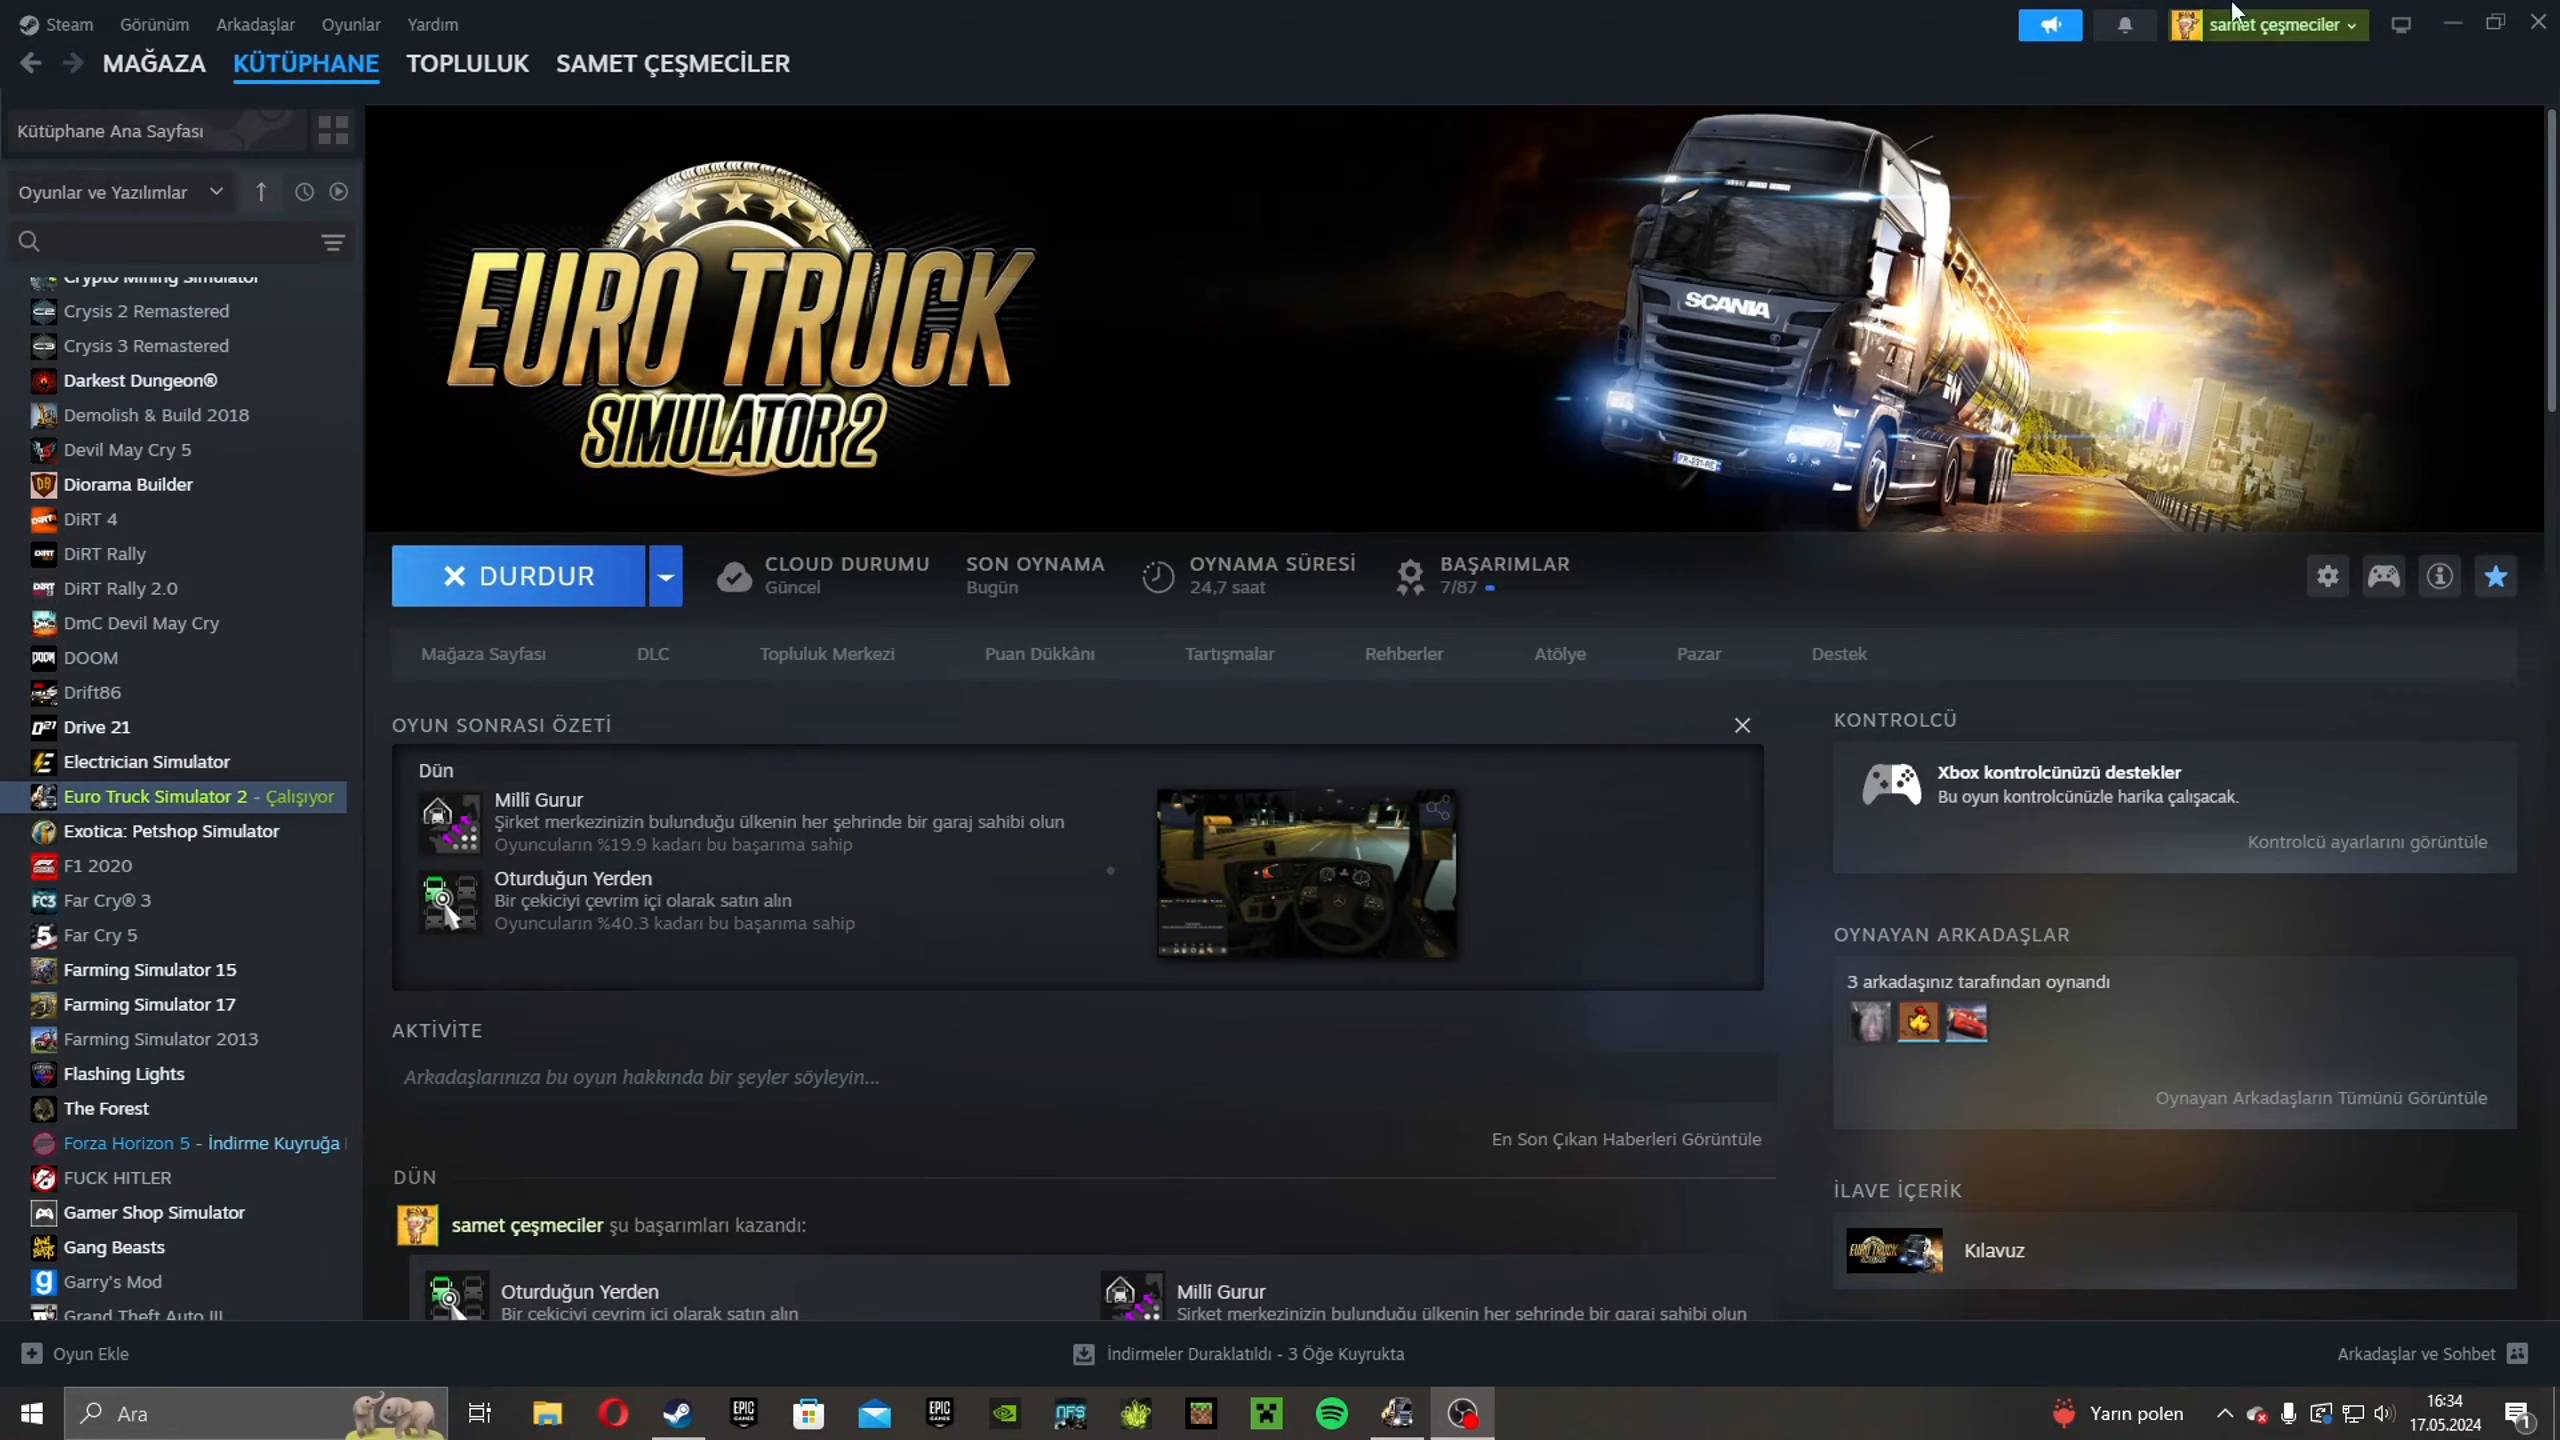 Steam Görünüm Arkadaşlar Oyunlar Yardım
samet çeşmeciler
MAĞAZA KÜTÜPHANE TOPLULUK SAMET ÇEŞMECİLER
Kütüphane Ana Sayfası
Oyunlar ve Yazılımlar
Crypto Mining Simulator
Crysis 2 Remastered
Crysis 3 Remastered
Darkest Dungeon®
Demolish & Build 2018
Devil May Cry 5
Diorama Builder
DiRT 4
DiRT Rally
DiRT Rally 2.0
DmC Devil May Cry
DOOM
Drift86
Drive 21
Electrician Simulator
Euro Truck Simulator 2 - Çalışıyor
Exotica: Petshop Simulator
F1 2020
Far Cry® 3
Far Cry 5
Farming Simulator 15
Farming Simulator 17
Farming Simulator 2013
Flashing Lights
The Forest
Forza Horizon 5 - İndirme Kuyruğa
FUCK HITLER
Gamer Shop Simulator
Gang Beasts
Garry's Mod
Grand Theft Auto III
EURO TRUCK
SIMULATOR 2
SCANIA
DURDUR
CLOUD DURUMU
Güncel
SON OYNAMA
Bugün
OYNAMA SÜRESİ
24,7 saat
BAŞARIMLAR
7/87
Mağaza Sayfası DLC Topluluk Merkezi Puan Dükkânı Tartışmalar Rehberler Atölye Pazar Destek
OYUN SONRASI ÖZETİ
Dün
Millî Gurur
Şirket merkezinizin bulunduğu ülkenin her şehrinde bir garaj sahibi olun
Oyuncuların %19.9 kadarı bu başarıma sahip
Oturduğun Yerden
Bir çekiciyi çevrim içi olarak satın alın
Oyuncuların %40.3 kadarı bu başarıma sahip
AKTİVİTE
Arkadaşlarınıza bu oyun hakkında bir şeyler söyleyin...
En Son Çıkan Haberleri Görüntüle
DÜN
samet çeşmeciler şu başarımları kazandı:
Oturduğun Yerden
Bir çekiciyi çevrim içi olarak satın alın
Millî Gurur
Şirket merkezinizin bulunduğu ülkenin her şehrinde bir garaj sahibi olun
KONTROLCÜ
Xbox kontrolcünüzü destekler
Bu oyun kontrolcünüzle harika çalışacak.
Kontrolcü ayarlarını görüntüle
OYNAYAN ARKADAŞLAR
3 arkadaşınız tarafından oynandı
Oynayan Arkadaşların Tümünü Görüntüle
İLAVE İÇERİK
Kılavuz
Oyun Ekle
İndirmeler Duraklatıldı - 3 Öğe Kuyrukta
Arkadaşlar ve Sohbet
Ara
EPIC
GAMES
EPIC
GAMES
NFS
Yarın polen
16:34
17.05.2024
1